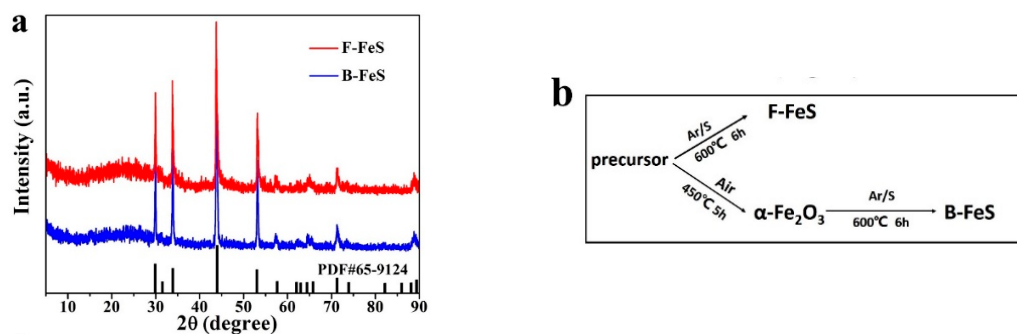 a
F-FeS
B-FeS
Intensity (a.u.)
PDF#65-9124
10 20 30 40 50 60 70 80 90
2θ (degree)
b
F-FeS
Ar/S
600℃ 6h
precursor
Air
450℃ 5h
α-Fe₂O₃
Ar/S
600℃ 6h
B-FeS